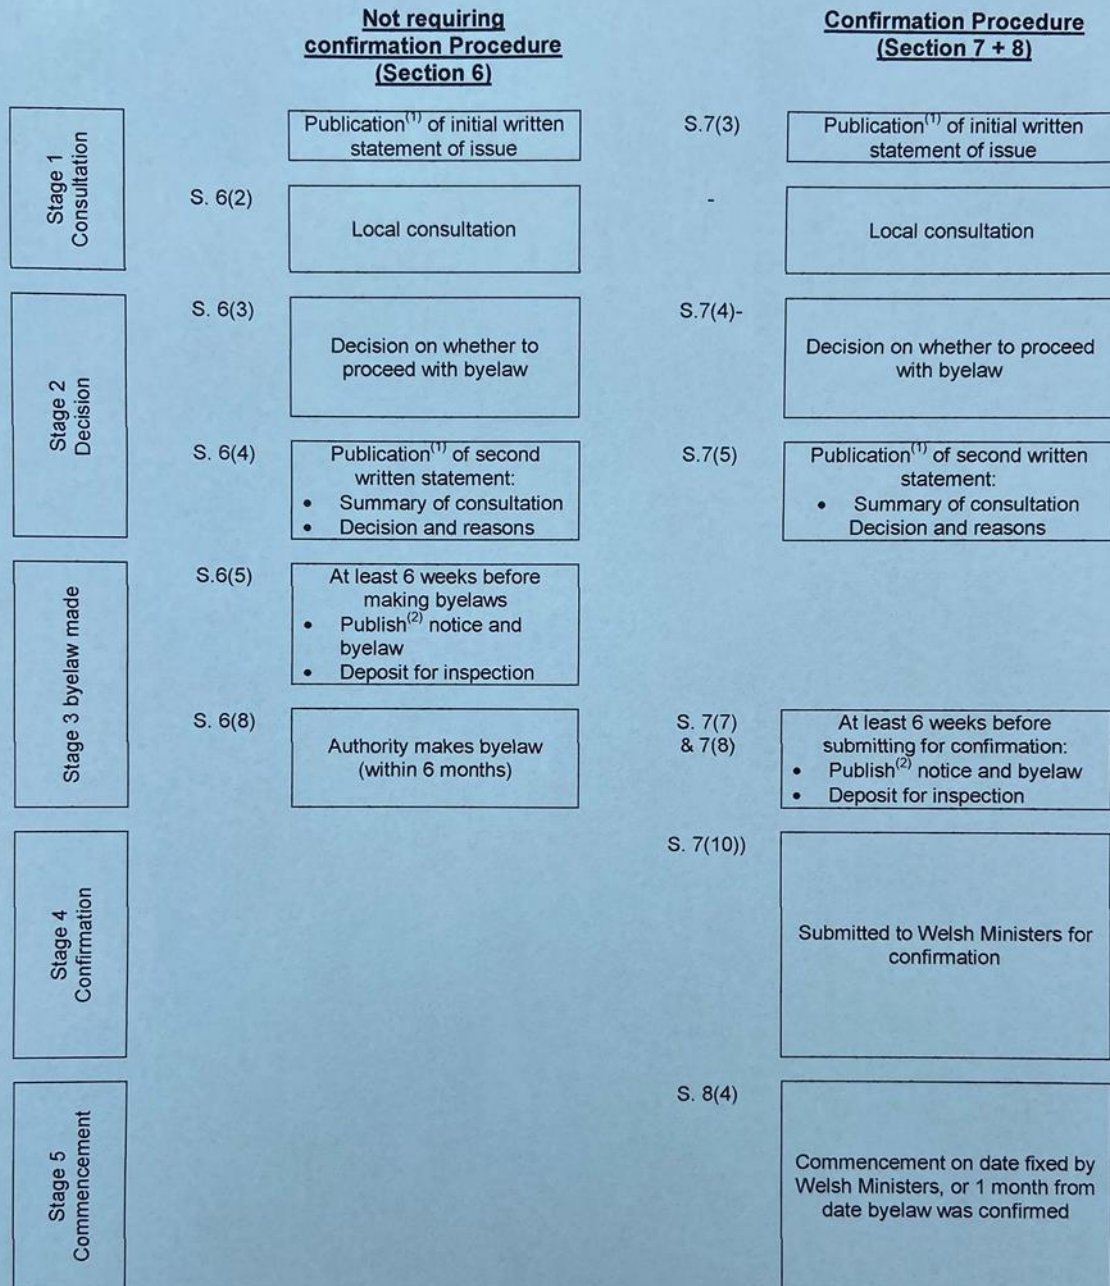 Not requiring
confirmation Procedure
(Section 6)
Confirmation Procedure
(Section 7 + 8)
Stage 1
Consultation
Publication(1) of initial written
statement of issue
S.7(3)
Publication(1) of initial written
statement of issue
S. 6(2)
Local consultation
-
Local consultation
Stage 2
Decision
S. 6(3)
Decision on whether to
proceed with byelaw
S.7(4)-
Decision on whether to proceed
with byelaw
S. 6(4)
Publication(1) of second
written statement:
• Summary of consultation
• Decision and reasons
S.7(5)
Publication(1) of second written
statement:
• Summary of consultation
Decision and reasons
Stage 3 byelaw made
S.6(5)
At least 6 weeks before
making byelaws
• Publish(2) notice and
byelaw
• Deposit for inspection
S. 6(8)
Authority makes byelaw
(within 6 months)
S. 7(7)
& 7(8)
At least 6 weeks before
submitting for confirmation:
• Publish(2) notice and byelaw
• Deposit for inspection
Stage 4
Confirmation
S. 7(10))
Submitted to Welsh Ministers for
confirmation
Stage 5
Commencement
S. 8(4)
Commencement on date fixed by
Welsh Ministers, or 1 month from
date byelaw was confirmed